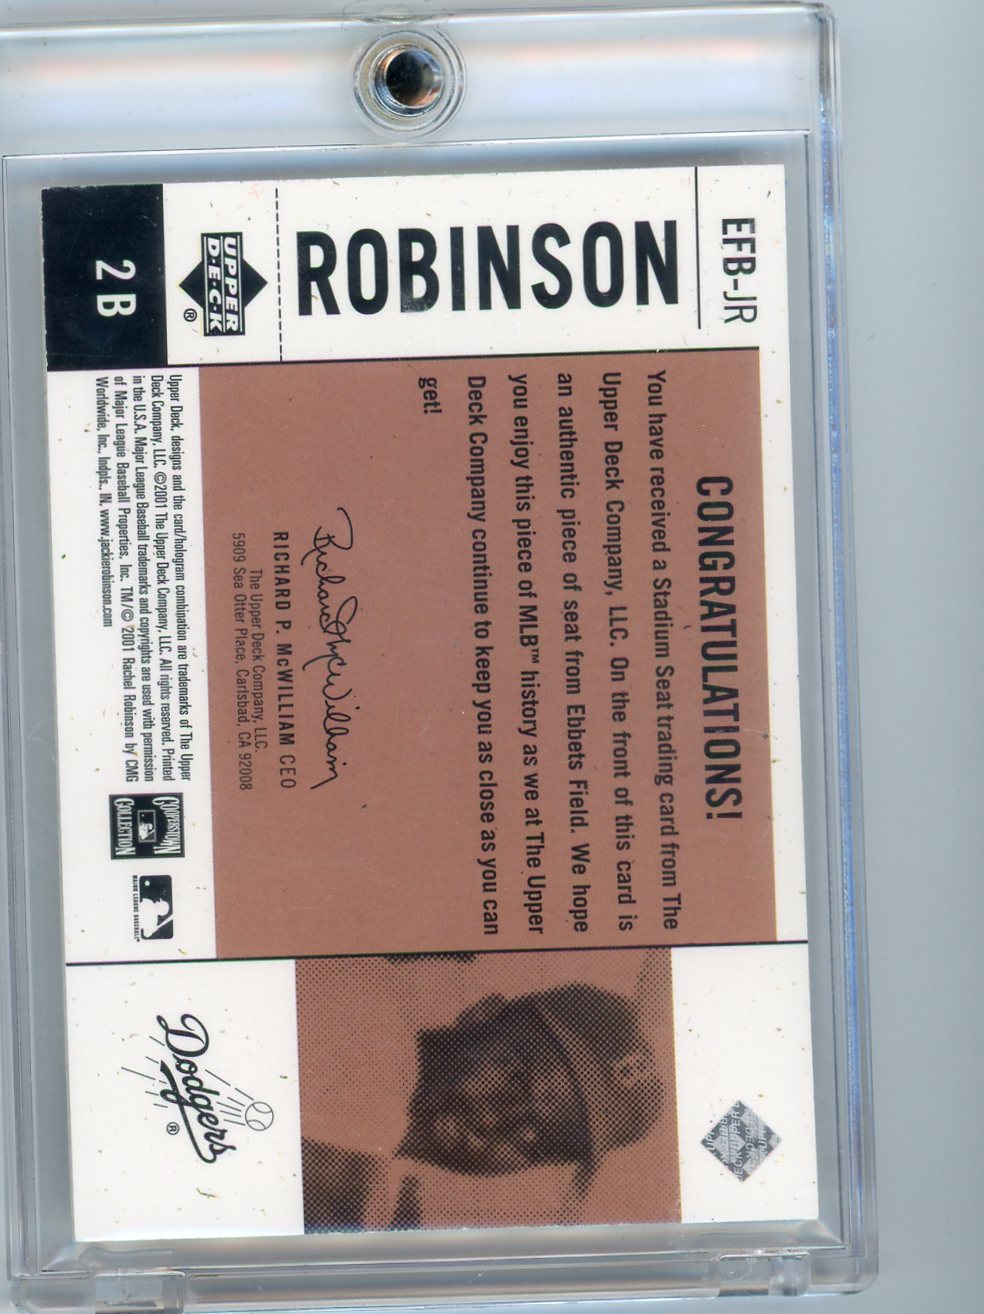 EFB-JR
ROBINSON
UPPER
D·E·C·K
®
2B
CONGRATULATIONS!
You have received a Stadium Seat trading card from The
Upper Deck Company, LLC. On the front of this card is
an authentic piece of seat from Ebbets Field. We hope
you enjoy this piece of MLB™ history as we at The Upper
Deck Company continue to keep you as close as you can
get!
Richard McWilliam
RICHARD P. McWILLIAM CEO
The Upper Deck Company, LLC.
5909 Sea Otter Place, Carlsbad, CA 92008
Upper Deck, designs and the card/hologram combination are trademarks of The Upper
Deck Company, LLC. ©2001 The Upper Deck Company, LLC. All rights reserved. Printed
in the U.S.A. Major League Baseball trademarks and copyrights are used with permission
of Major League Baseball Properties, Inc. TM/© 2001 Rachel Robinson by CMG
Worldwide, Inc., Indpls., IN, www.jackierobinson.com
COOPERSTOWN
COLLECTION
MAJOR LEAGUE BASEBALL
Dodgers
®